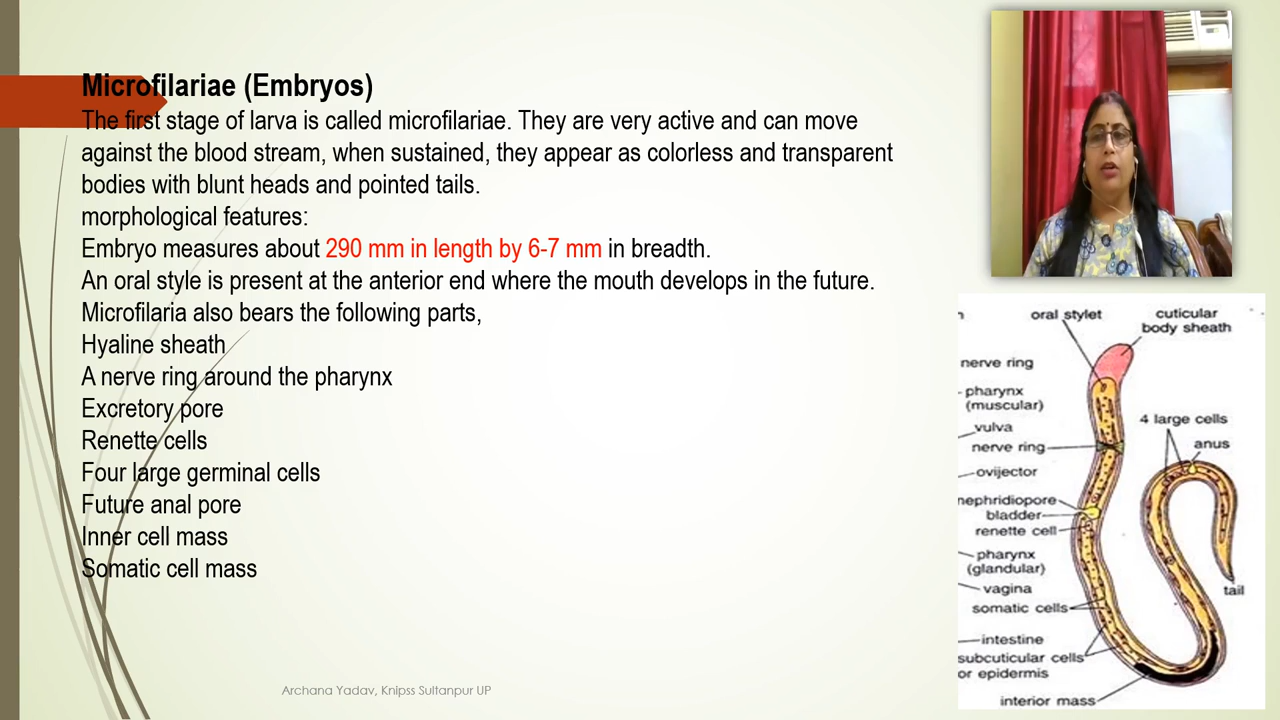 Microfilariae (Embryos)
The first stage of larva is called microfilariae. They are very active and can move
against the blood stream, when sustained, they appear as colorless and transparent
bodies with blunt heads and pointed tails.
morphological features:
Embryo measures about 290 mm in length by 6-7 mm in breadth.
An oral style is present at the anterior end where the mouth develops in the future.
Microfilaria also bears the following parts,
Hyaline sheath
A nerve ring around the pharynx
Excretory pore
Renette cells
Four large germinal cells
Future anal pore
Inner cell mass
Somatic cell mass
Archana Yadav, Knipss Sultanpur UP
oral stylet
cuticular
body sheath
nerve ring
pharynx
(muscular)
vulva
nerve ring
ovijector
nephridiopore
bladder
renette cell
pharynx
(glandular)
vagina
somatic cells
intestine
subcuticular cells
or epidermis
interior mass
4 large cells
anus
tail